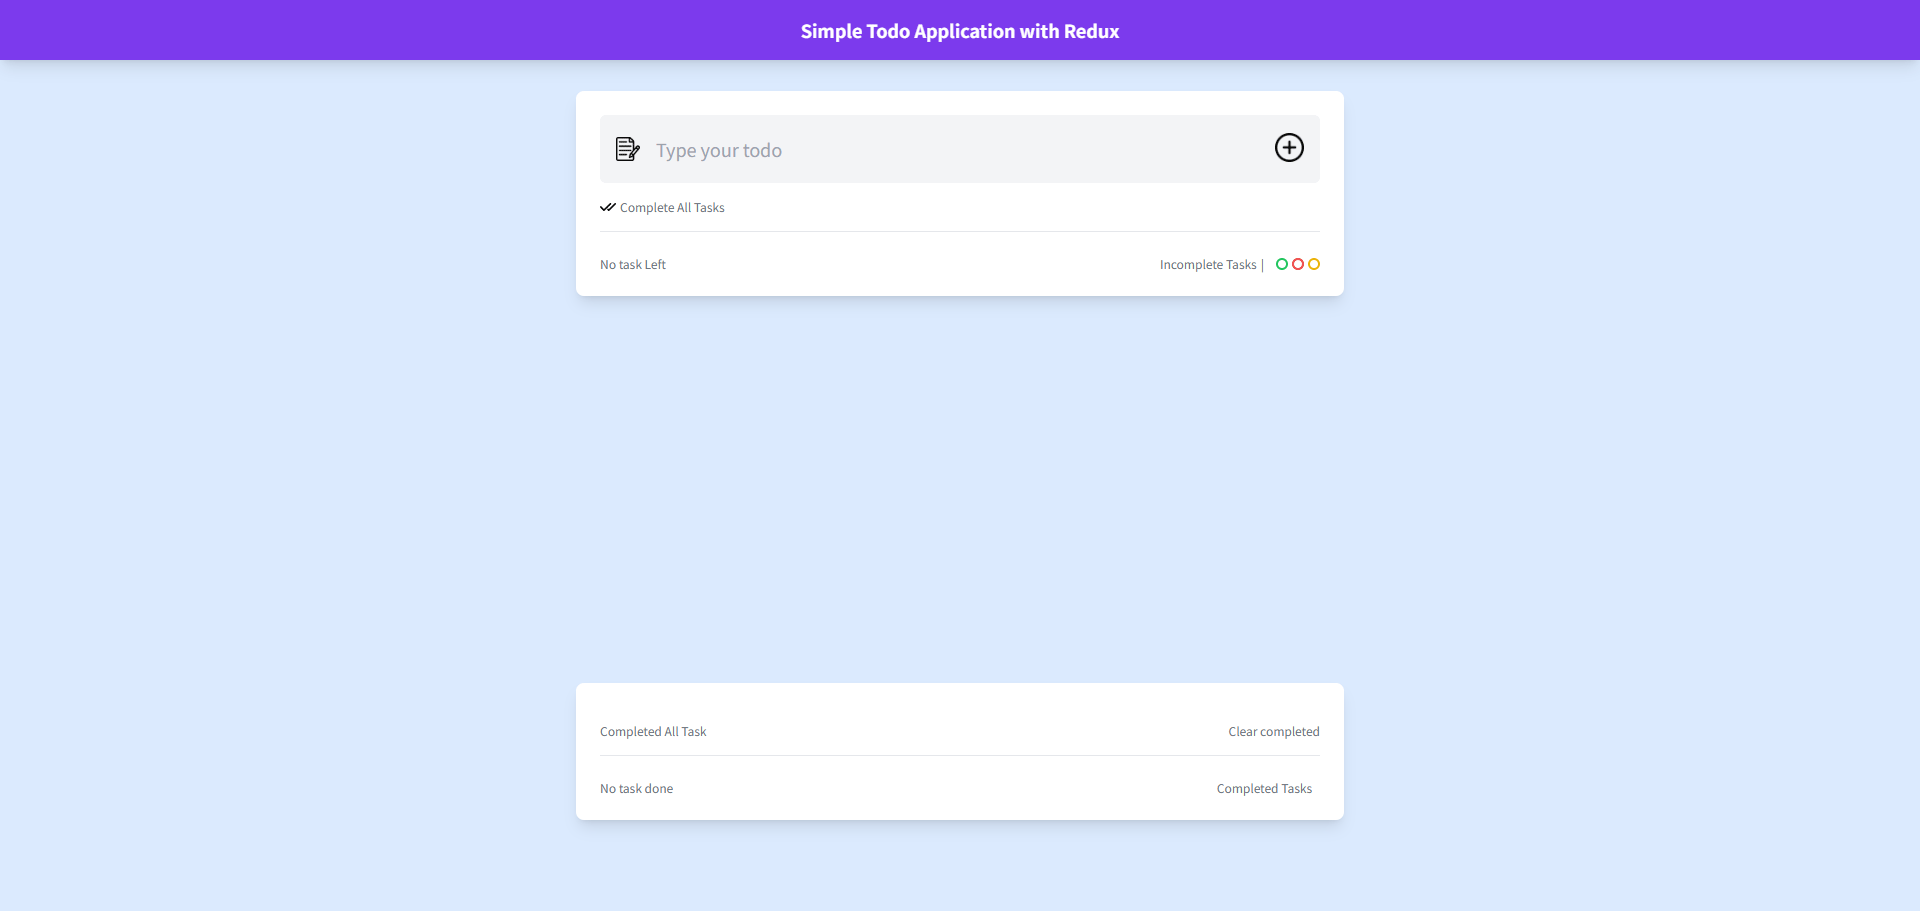 Simple Todo Application with Redux
Type your todo
Complete All Tasks
No task Left
Incomplete Tasks |
Completed All Task
Clear completed
No task done
Completed Tasks